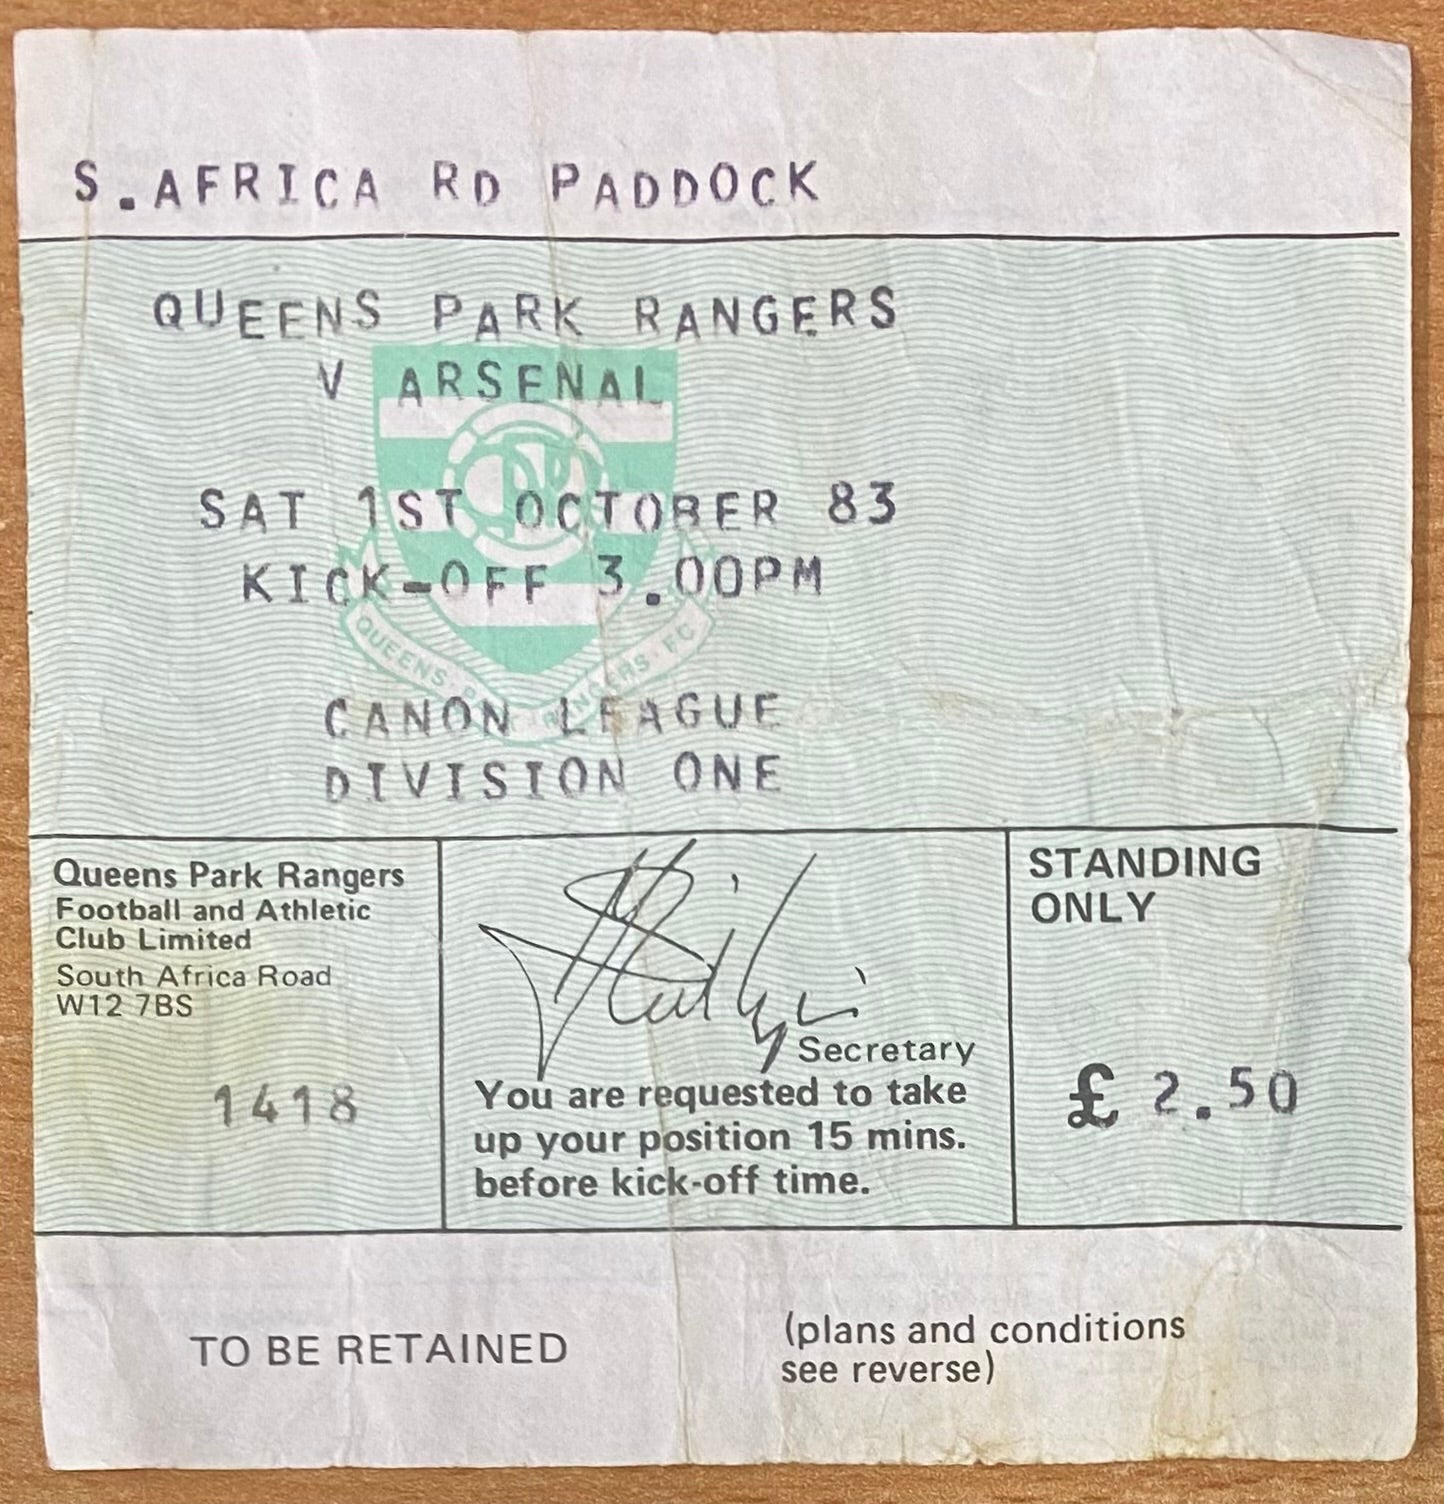 S.AFRICA RD PADDOCK
QUEENS PARK RANGERS
V ARSENAL
SAT 1ST OCTOBER 83
KICK-OFF 3.00PM
QUEENS RANGERS · FC
CANON LEAGUE
DIVISION ONE
Queens Park Rangers
Football and Athletic
Club Limited
South Africa Road
W12 7BS
1418
Secretary
You are requested to take
up your position 15 mins.
before kick-off time.
STANDING
ONLY
£ 2.50
TO BE RETAINED
(plans and conditions
see reverse)